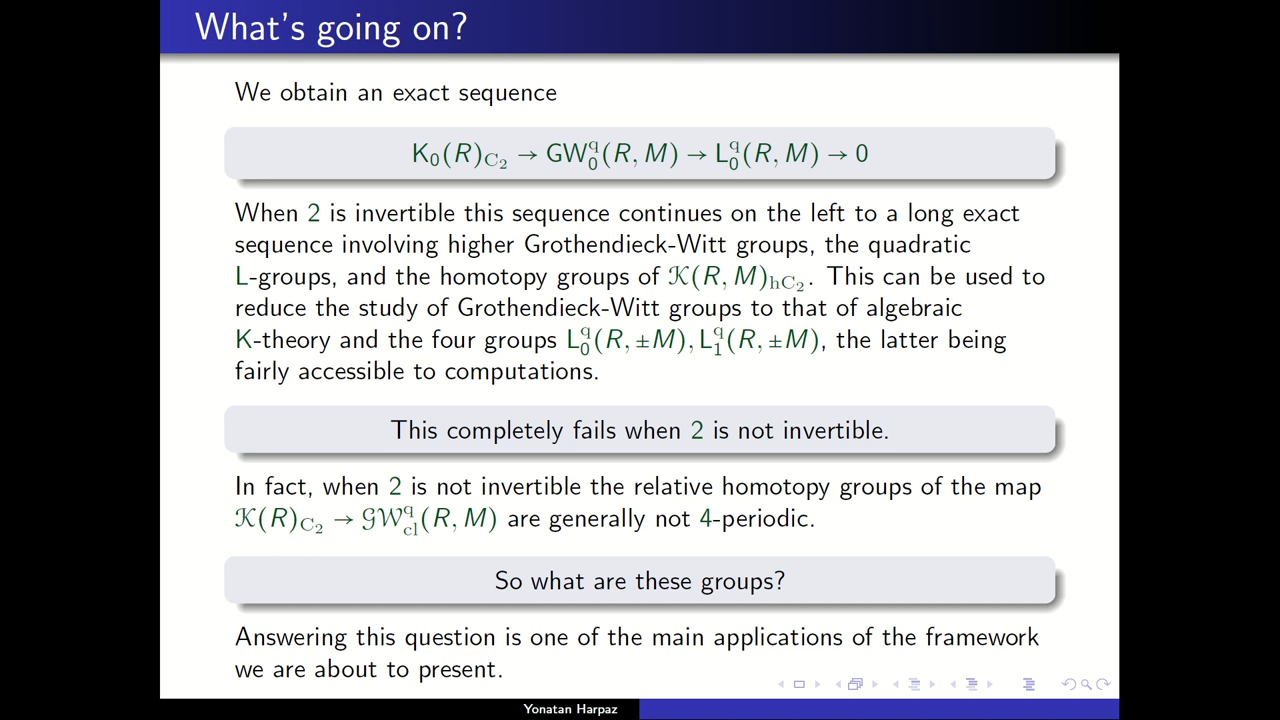 What's going on?
We obtain an exact sequence
K₀(R)_C₂ → GW₀^q(R, M) → L₀^q(R, M) → 0
When 2 is invertible this sequence continues on the left to a long exact
sequence involving higher Grothendieck-Witt groups, the quadratic
L-groups, and the homotopy groups of 𝒦(R, M)_hC₂. This can be used to
reduce the study of Grothendieck-Witt groups to that of algebraic
K-theory and the four groups L₀^q(R, ±M), L₁^q(R, ±M), the latter being
fairly accessible to computations.
This completely fails when 2 is not invertible.
In fact, when 2 is not invertible the relative homotopy groups of the map
𝒦(R)_C₂ → 𝒢𝒲_cl^q(R, M) are generally not 4-periodic.
So what are these groups?
Answering this question is one of the main applications of the framework
we are about to present.
Yonatan Harpaz